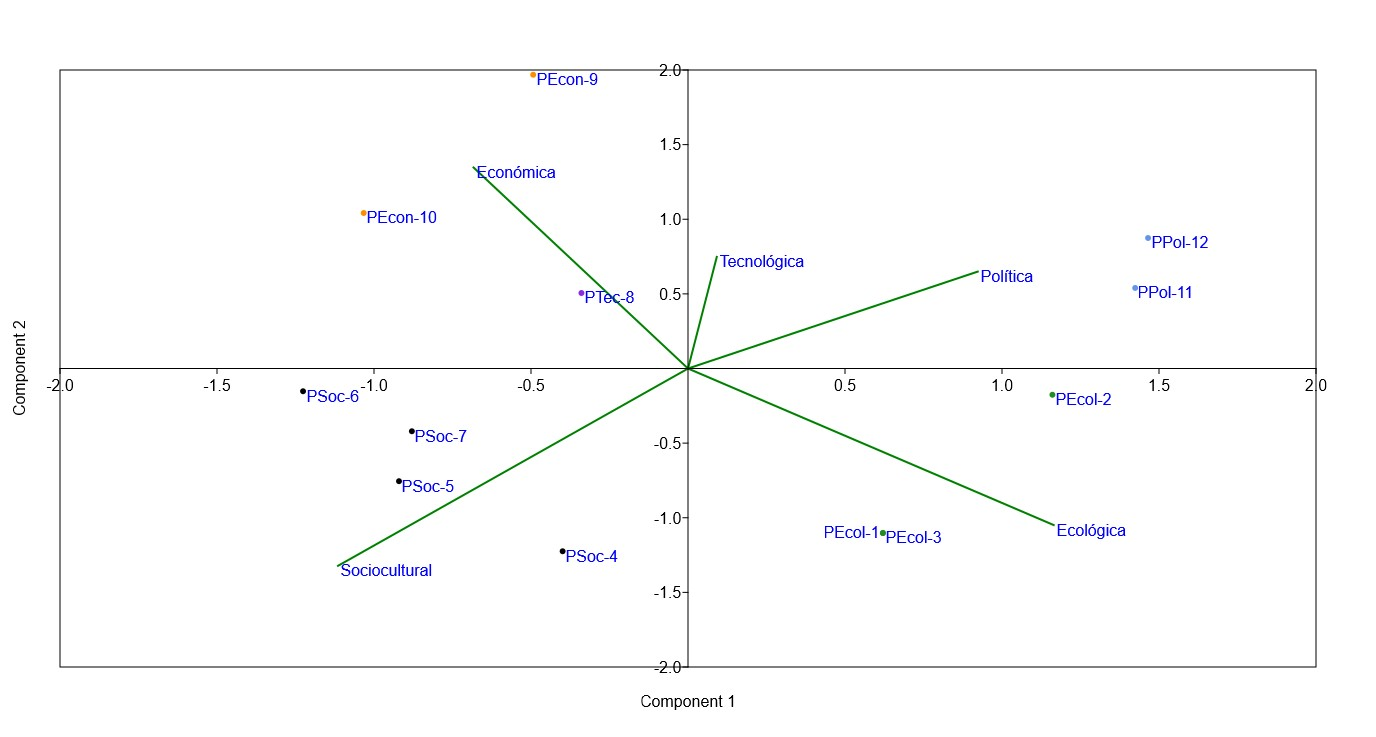 2.0
PEcon-9
1.5
Económica
PEcon-10
1.0
PPol-12
Tecnológica
Política
PTec-8
0.5
PPol-11
-2.0
-1.5
-1.0
-0.5
0.5
1.0
1.5
2.0
PSoc-6
PEcol-2
PSoc-7
-0.5
PSoc-5
-1.0
PEcol-1
PEcol-3
Ecológica
PSoc-4
Sociocultural
-1.5
-2.0
Component 2
Component 1